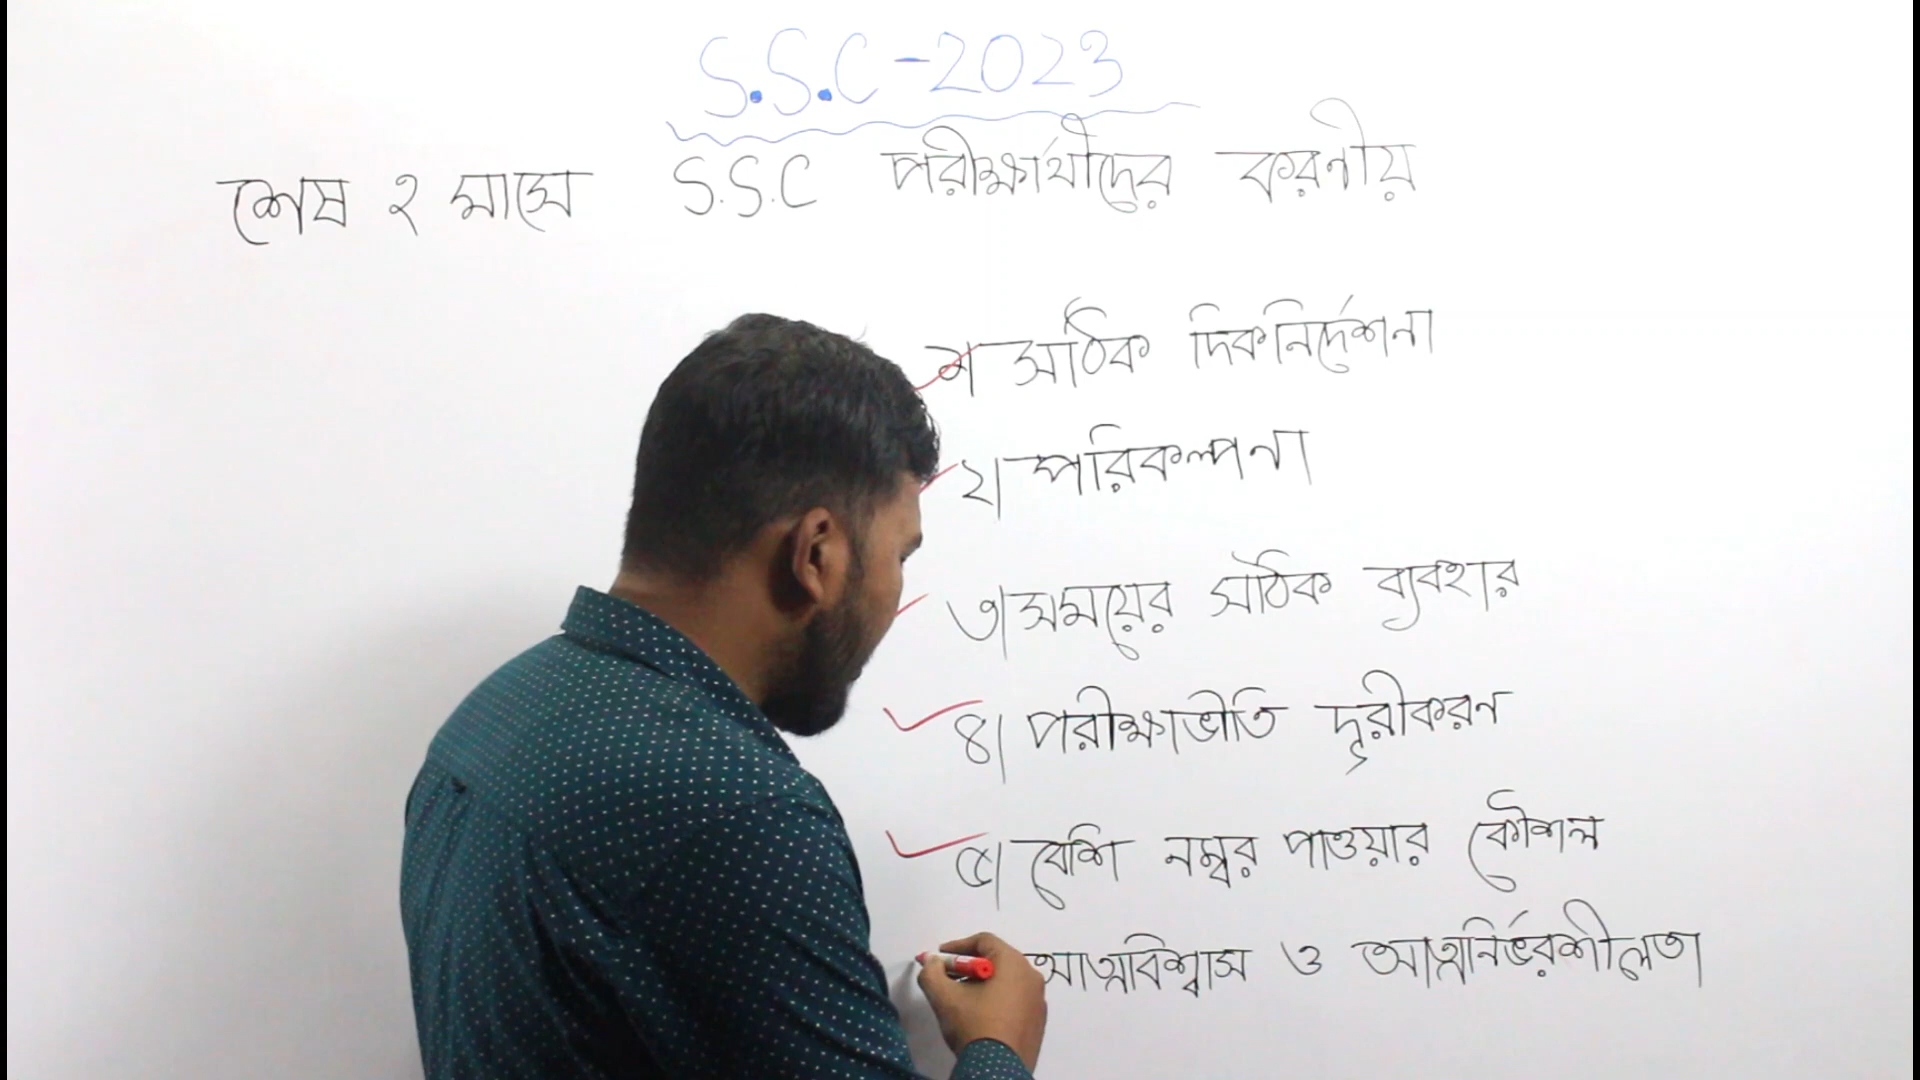 S.S.C-2023
শেষ ২ মাসে S.S.C পরীক্ষার্থীদের করণীয়
১। সঠিক দিকনির্দেশনা
২। পরিকল্পনা
৩। সময়ের সঠিক ব্যবহার
৪। পরীক্ষাভীতি দূরীকরণ
৫। বেশি নম্বর পাওয়ার কৌশল
আত্মবিশ্বাস ও আত্মনির্ভরশীলতা